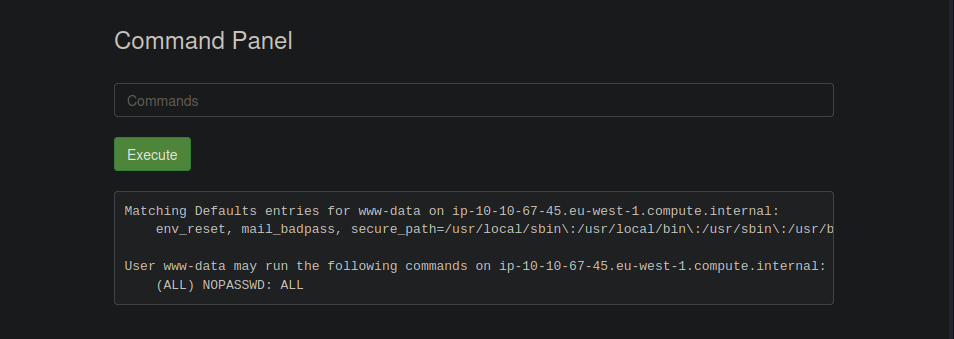 Command Panel
Commands
Execute
Matching Defaults entries for www-data on ip-10-10-67-45.eu-west-1.compute.internal:
    env_reset, mail_badpass, secure_path=/usr/local/sbin\:/usr/local/bin\:/usr/sbin\:/usr/b
User www-data may run the following commands on ip-10-10-67-45.eu-west-1.compute.internal:
    (ALL) NOPASSWD: ALL